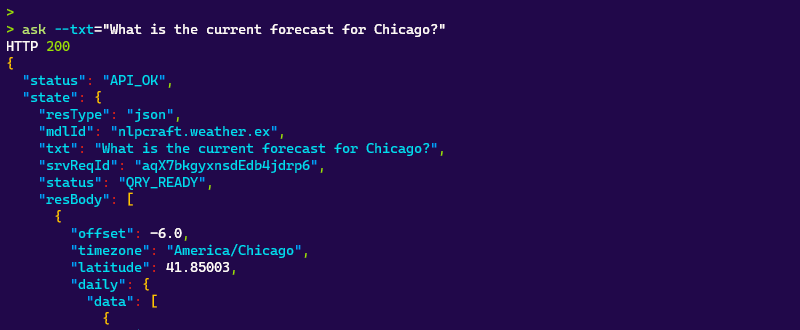 >
> ask --txt="What is the current forecast for Chicago?"
HTTP 200
{
  "status": "API_OK",
  "state": {
    "resType": "json",
    "mdlId": "nlpcraft.weather.ex",
    "txt": "What is the current forecast for Chicago?",
    "srvReqId": "aqX7bkgyxnsdEdb4jdrp6",
    "status": "QRY_READY",
    "resBody": [
      {
        "offset": -6.0,
        "timezone": "America/Chicago",
        "latitude": 41.85003,
        "daily": {
          "data": [
            {